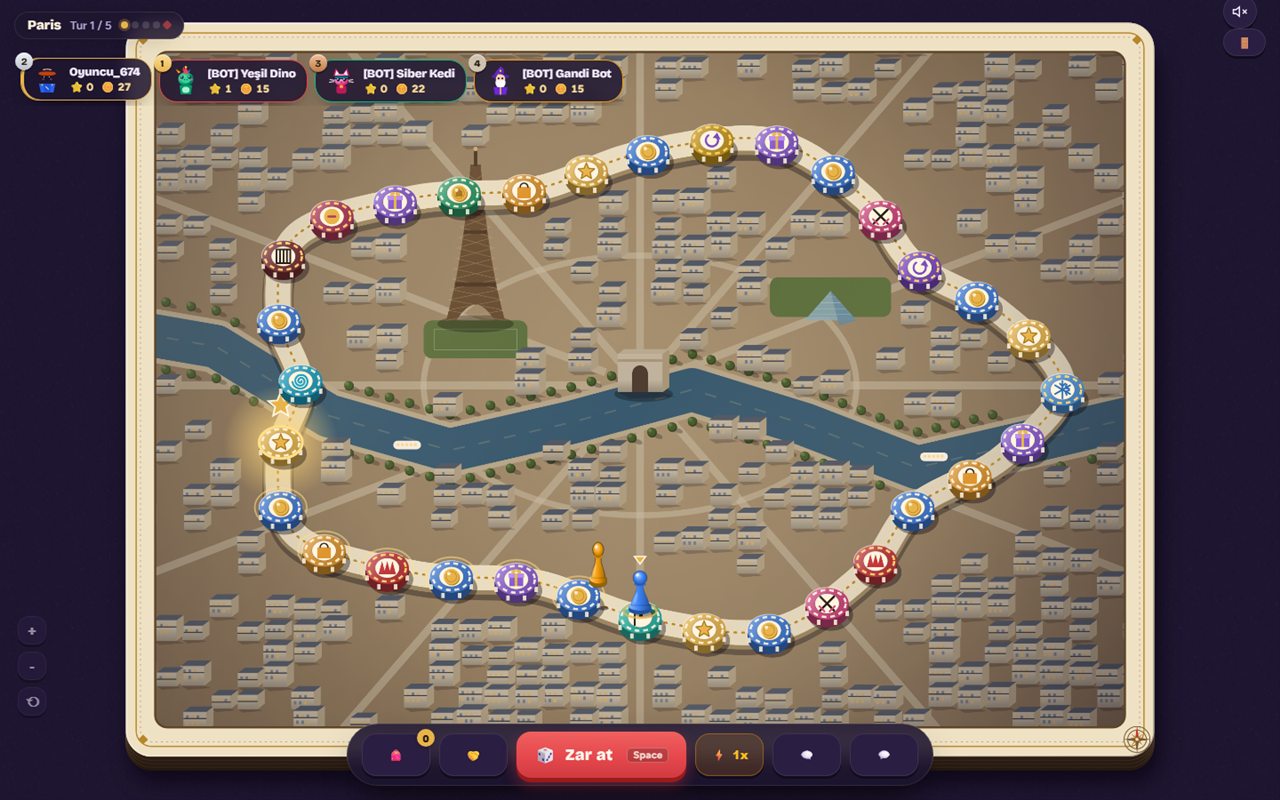 Paris Tur 1 / 5
2 Oyuncu_674
0 27
1 [BOT] Yeşil Dino
1 15
3 [BOT] Siber Kedi
0 22
4 [BOT] Gandi Bot
0 15
+
-
0
Zar at Space
1x